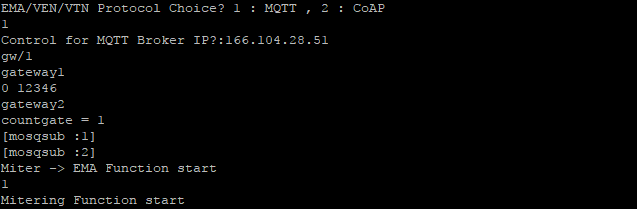 EMA/VEN/VTN Protocol Choice? 1 : MQTT , 2 : CoAP
1
Control for MQTT Broker IP?:166.104.28.51
gw/1
gateway1
0 12346
gateway2
countgate = 1
[mosqsub :1]
[mosqsub :2]
Miter -> EMA Function start
1
Mitering Function start